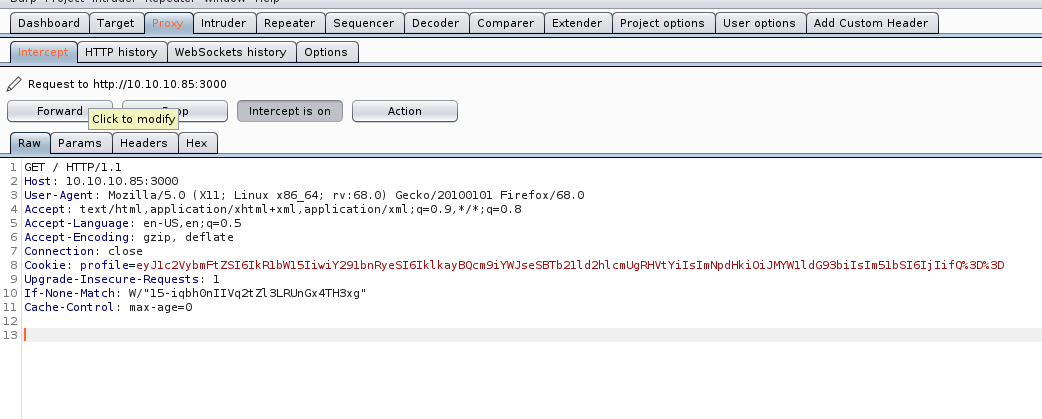 Dashboard Target Proxy Intruder Repeater Sequencer Decoder Comparer Extender Project options User options Add Custom Header
Intercept HTTP history WebSockets history Options
Request to http://10.10.10.85:3000
Forward Intercept is on Action
Click to modify
Raw Params Headers Hex
1 GET / HTTP/1.1
2 Host: 10.10.10.85:3000
3 User-Agent: Mozilla/5.0 (X11; Linux x86_64; rv:68.0) Gecko/20100101 Firefox/68.0
4 Accept: text/html,application/xhtml+xml,application/xml;q=0.9,*/*;q=0.8
5 Accept-Language: en-US,en;q=0.5
6 Accept-Encoding: gzip, deflate
7 Connection: close
8 Cookie: profile=eyJ1c2VybmFtZSI6IkR1bW15IiwiY291bnRyeSI6IklkayBQcm9iYWJseSBTb21ld2hlcmUgRHVtYiIsImNpdHkiOiJMYW1ldG93biIsIm51bSI6IjIifQ%3D%3D
9 Upgrade-Insecure-Requests: 1
10 If-None-Match: W/"15-iqbh0nIIVq2tZl3LRUnGx4TH3xg"
11 Cache-Control: max-age=0
12
13